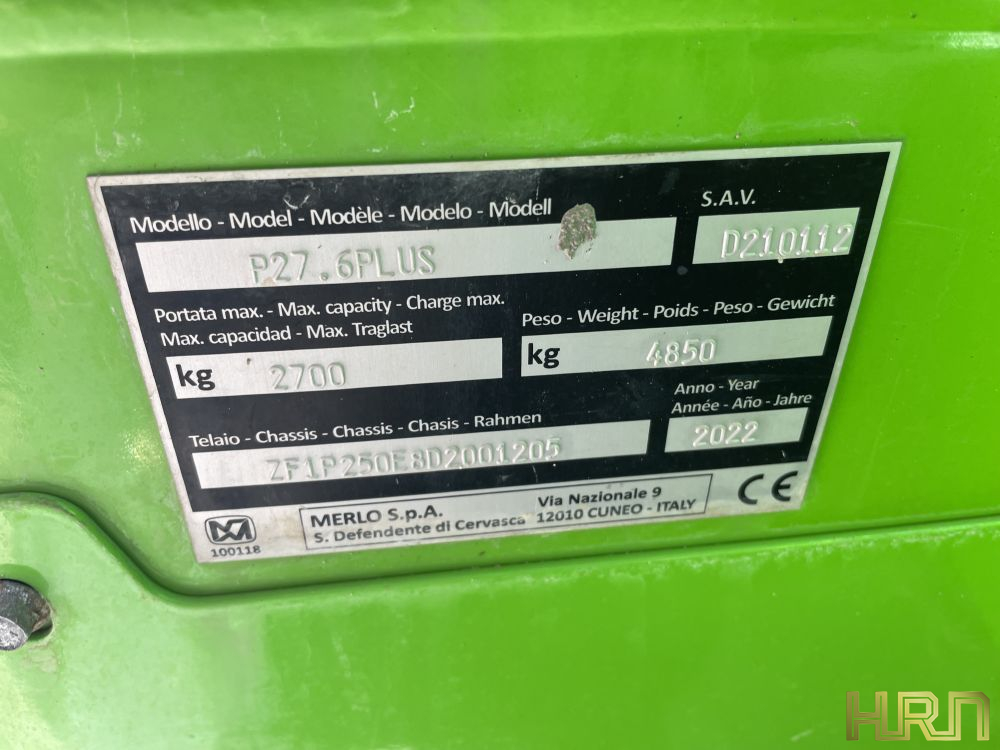 Modello - Model - Modèle - Modelo - Modell
S.A.V.
P27.6PLUS
D210112
Portata max. - Max. capacity - Charge max.
Max. capacidad - Max. Traglast
Peso - Weight - Poids - Peso - Gewicht
kg 2700
kg 4850
Telaio - Chassis - Chassis - Chasis - Rahmen
Anno - Year
Année - Año - Jahre
ZF1P250E8D2001205
2022
100118
MERLO S.p.A.
S. Defendente di Cervasca
Via Nazionale 9
12010 CUNEO - ITALY
CE
HRN